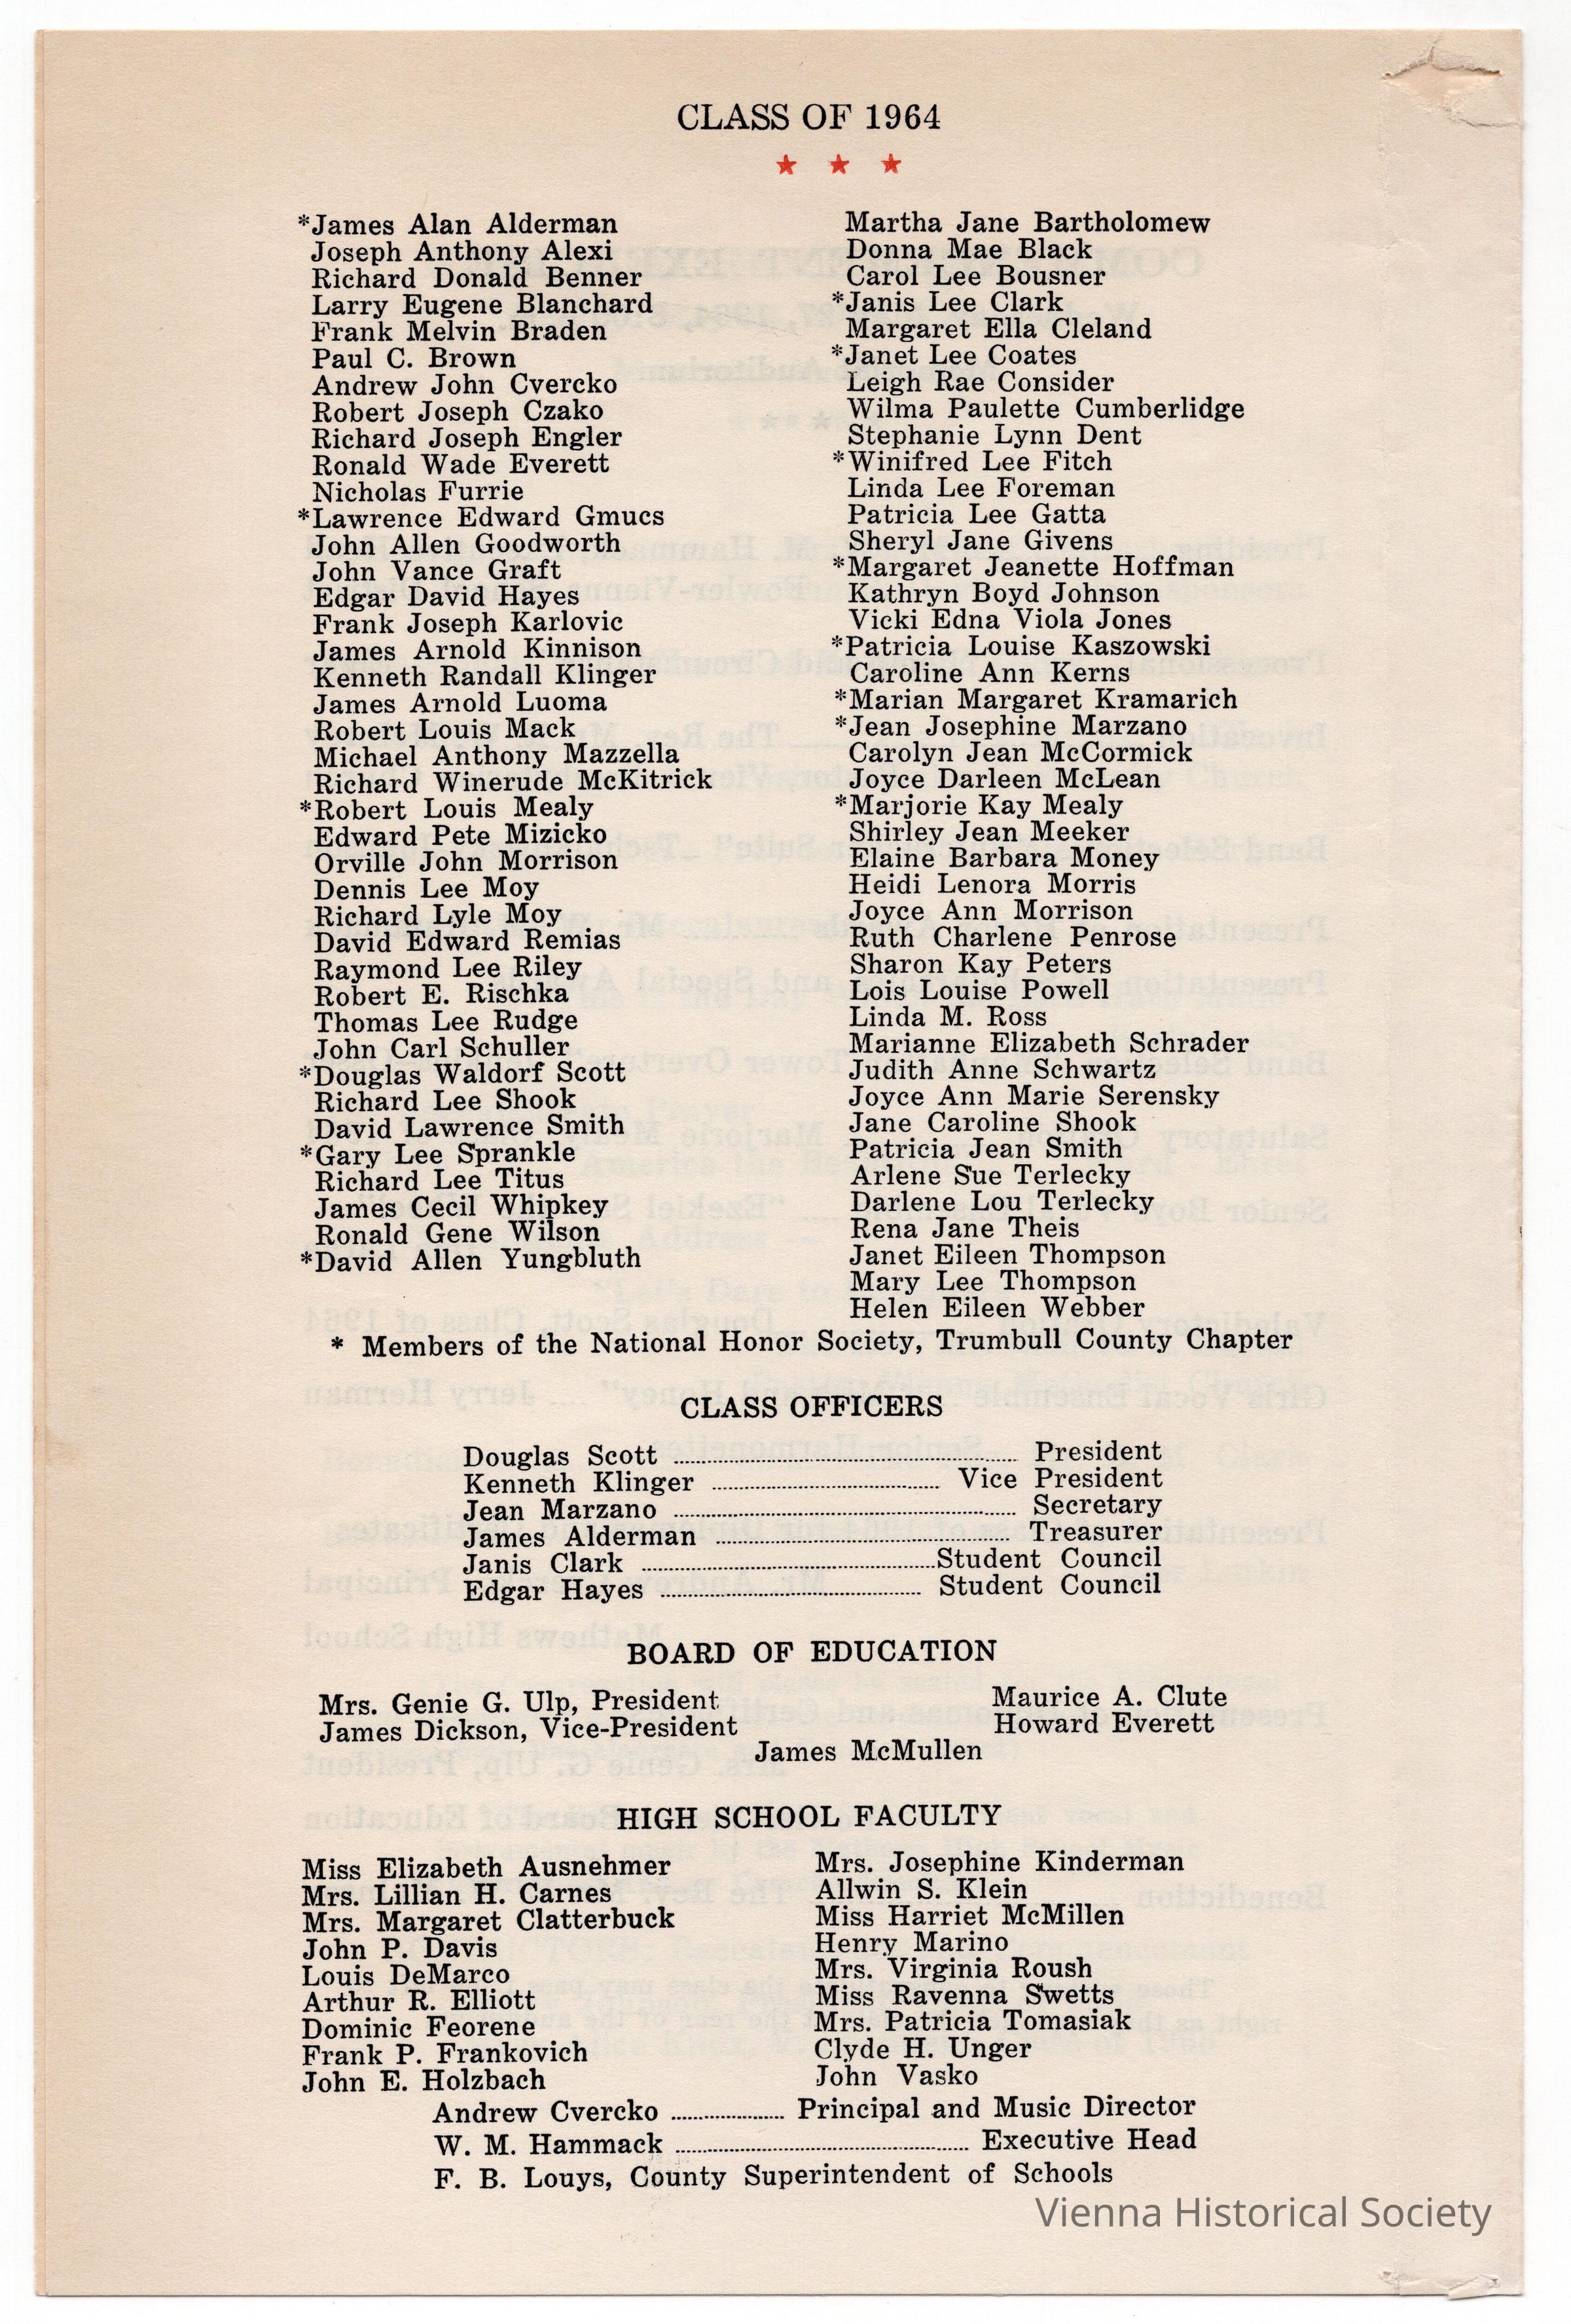 CLASS OF 1964
★ ★ ★
*James Alan Alderman
Joseph Anthony Alexi
Richard Donald Benner
Larry Eugene Blanchard
Frank Melvin Braden
Paul C. Brown
Andrew John Cvercko
Robert Joseph Czako
Richard Joseph Engler
Ronald Wade Everett
Nicholas Furrie
*Lawrence Edward Gmucs
John Allen Goodworth
John Vance Graft
Edgar David Hayes
Frank Joseph Karlovic
James Arnold Kinnison
Kenneth Randall Klinger
James Arnold Luoma
Robert Louis Mack
Michael Anthony Mazzella
Richard Winerude McKitrick
*Robert Louis Mealy
Edward Pete Mizicko
Orville John Morrison
Dennis Lee Moy
Richard Lyle Moy
David Edward Remias
Raymond Lee Riley
Robert E. Rischka
Thomas Lee Rudge
John Carl Schuller
*Douglas Waldorf Scott
Richard Lee Shook
David Lawrence Smith
*Gary Lee Sprankle
Richard Lee Titus
James Cecil Whipkey
Ronald Gene Wilson
*David Allen Yungbluth
Martha Jane Bartholomew
Donna Mae Black
Carol Lee Bousner
*Janis Lee Clark
Margaret Ella Cleland
*Janet Lee Coates
Leigh Rae Consider
Wilma Paulette Cumberlidge
Stephanie Lynn Dent
*Winifred Lee Fitch
Linda Lee Foreman
Patricia Lee Gatta
Sheryl Jane Givens
*Margaret Jeanette Hoffman
Kathryn Boyd Johnson
Vicki Edna Viola Jones
*Patricia Louise Kaszowski
Caroline Ann Kerns
*Marian Margaret Kramarich
*Jean Josephine Marzano
Carolyn Jean McCormick
Joyce Darleen McLean
*Marjorie Kay Mealy
Shirley Jean Meeker
Elaine Barbara Money
Heidi Lenora Morris
Joyce Ann Morrison
Ruth Charlene Penrose
Sharon Kay Peters
Lois Louise Powell
Linda M. Ross
Marianne Elizabeth Schrader
Judith Anne Schwartz
Joyce Ann Marie Serensky
Jane Caroline Shook
Patricia Jean Smith
Arlene Sue Terlecky
Darlene Lou Terlecky
Rena Jane Theis
Janet Eileen Thompson
Mary Lee Thompson
Helen Eileen Webber
* Members of the National Honor Society, Trumbull County Chapter
CLASS OFFICERS
Douglas Scott ........ President
Kenneth Klinger ........ Vice President
Jean Marzano ........ Secretary
James Alderman ........ Treasurer
Janis Clark ........ Student Council
Edgar Hayes ........ Student Council
BOARD OF EDUCATION
Mrs. Genie G. Ulp, President
James Dickson, Vice-President
Maurice A. Clute
Howard Everett
James McMullen
HIGH SCHOOL FACULTY
Miss Elizabeth Ausnehmer
Mrs. Lillian H. Carnes
Mrs. Margaret Clatterbuck
John P. Davis
Louis DeMarco
Arthur R. Elliott
Dominic Feorene
Frank P. Frankovich
John E. Holzbach
Mrs. Josephine Kinderman
Allwin S. Klein
Miss Harriet McMillen
Henry Marino
Mrs. Virginia Roush
Miss Ravenna Swetts
Mrs. Patricia Tomasiak
Clyde H. Unger
John Vasko
Andrew Cvercko ........ Principal and Music Director
W. M. Hammack ........ Executive Head
F. B. Louys, County Superintendent of Schools
Vienna Historical Society